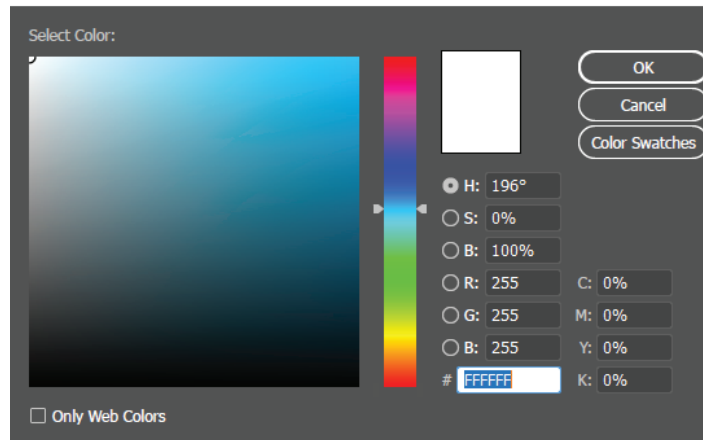 Select Color:
OK
Cancel
Color Swatches
H: 196°
S: 0%
B: 100%
R: 255 C: 0%
G: 255 M: 0%
B: 255 Y: 0%
# FFFFFF K: 0%
Only Web Colors